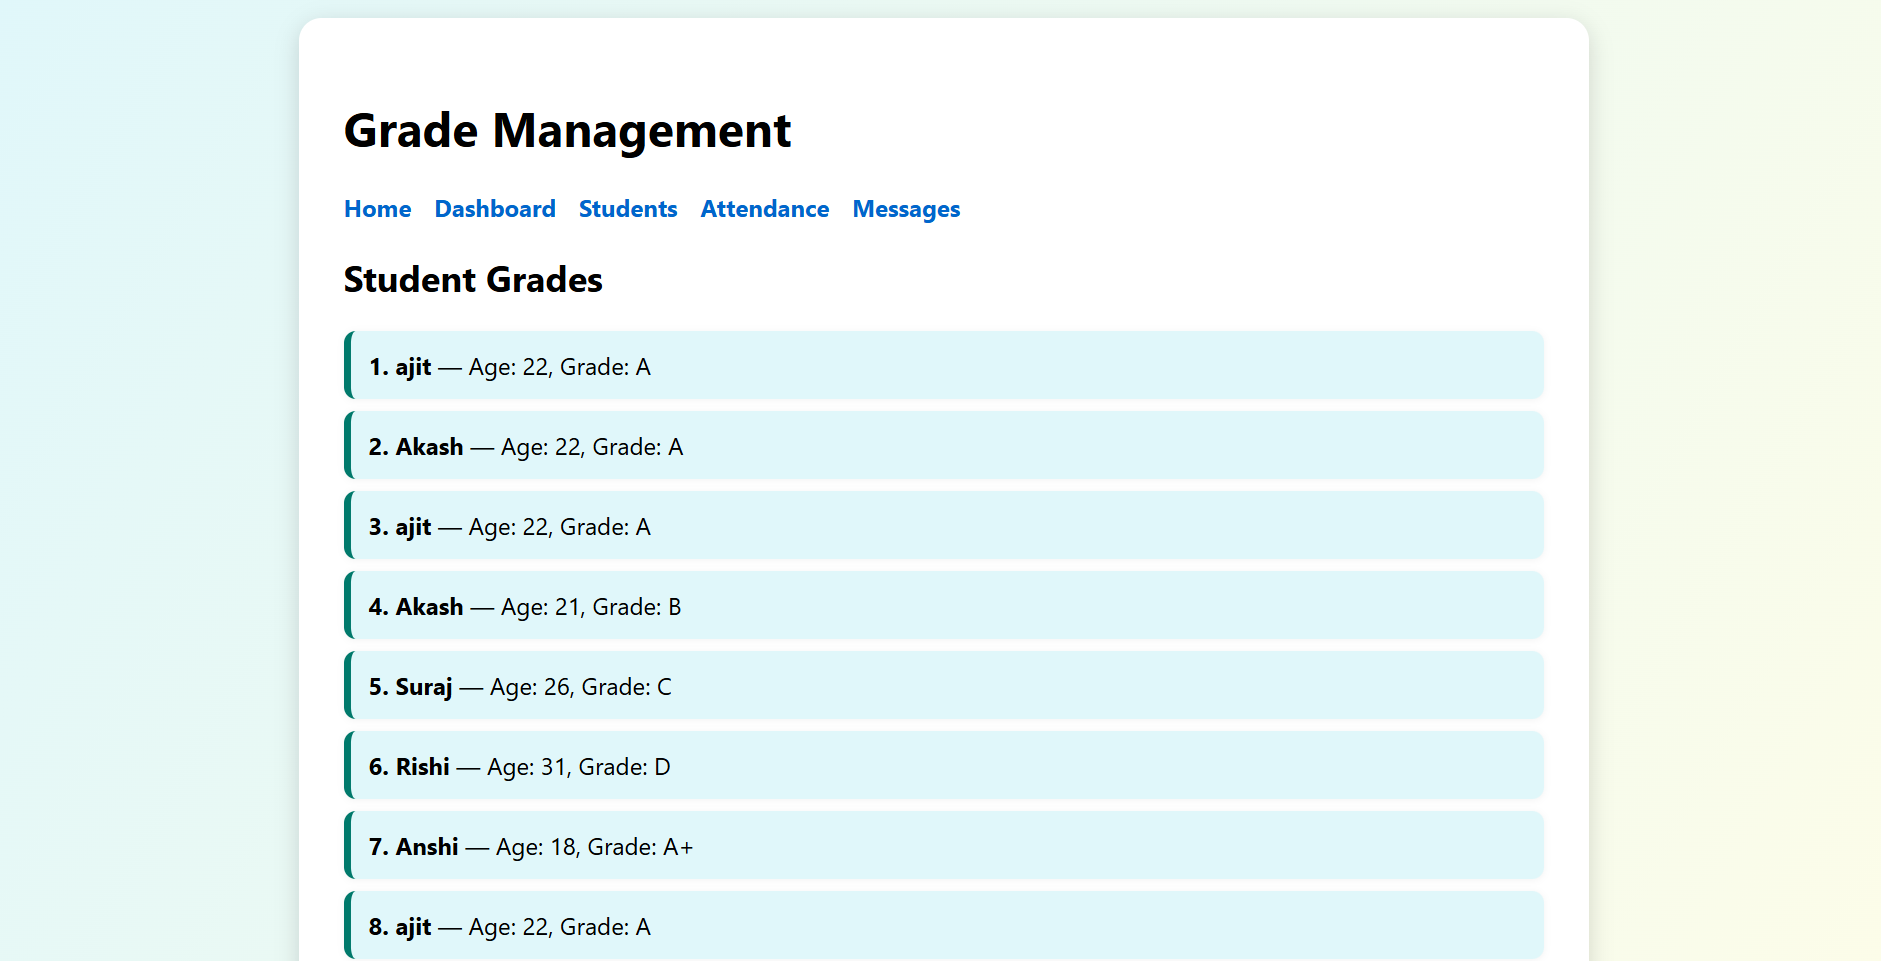 Grade Management
Home Dashboard Students Attendance Messages
Student Grades
1. ajit — Age: 22, Grade: A
2. Akash — Age: 22, Grade: A
3. ajit — Age: 22, Grade: A
4. Akash — Age: 21, Grade: B
5. Suraj — Age: 26, Grade: C
6. Rishi — Age: 31, Grade: D
7. Anshi — Age: 18, Grade: A+
8. ajit — Age: 22, Grade: A